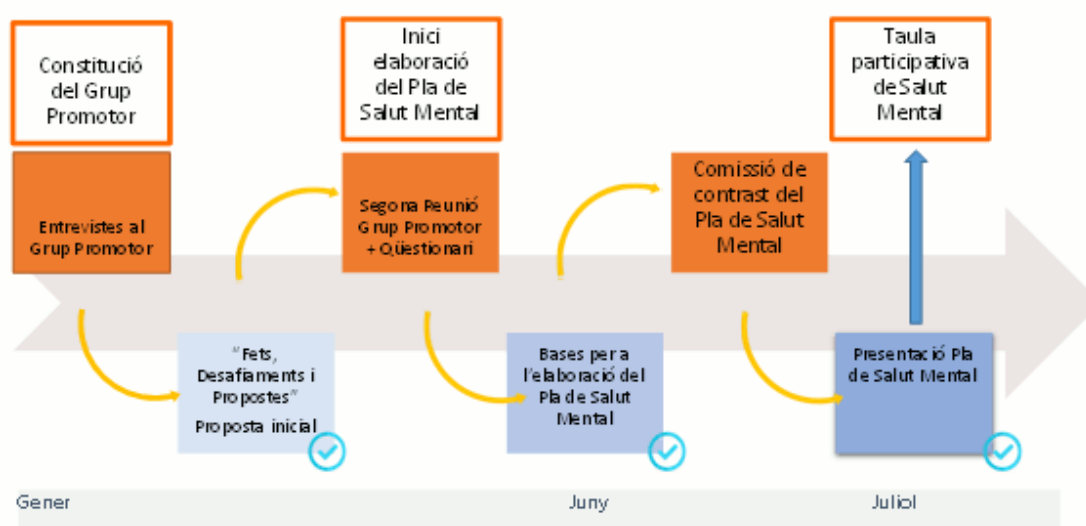 Constitució
del Grup
Promotor
Inici
elaboració
del Pla de
Salut Mental
Taula
participativa
de Salut
Mental
Entrevistes al
Grup Promotor
Segona Reunió
Grup Promotor
+ Qüestionari
Comissió de
contrast del
Pla de Salut
Mental
"Fets,
Desafiaments i
Propostes"
Proposta inicial
Bases per a
l'elaboració del
Pla de Salut
Mental
Presentació Pla
de Salut Mental
Gener
Juny
Juliol